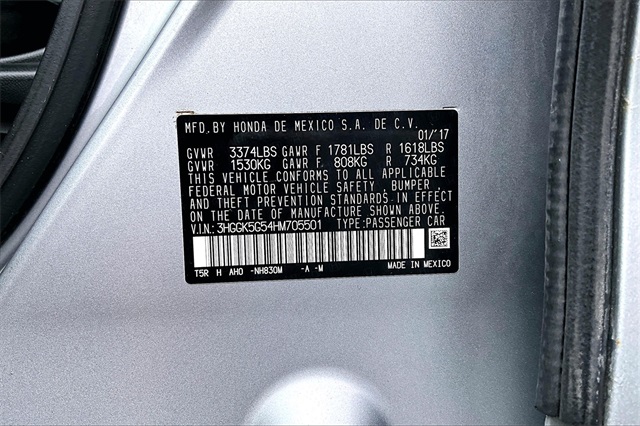 MFD.BY HONDA DE MEXICO S.A. DE C.V.
01/'17
GVWR 3374LBS GAWR F 1781LBS R 1618LBS
GVWR 1530KG GAWR F 808KG R 734KG
THIS VEHICLE CONFORMS TO ALL APPLICABLE
FEDERAL MOTOR VEHICLE SAFETY, BUMPER,
AND THEFT PREVENTION STANDARDS IN EFFECT
ON THE DATE OF MANUFACTURE SHOWN ABOVE.
V.I.N.: 3HGGK5G54HM705501 TYPE:PASSENGER CAR
T5R H AH0 -NH830M -A -M MADE IN MEXICO